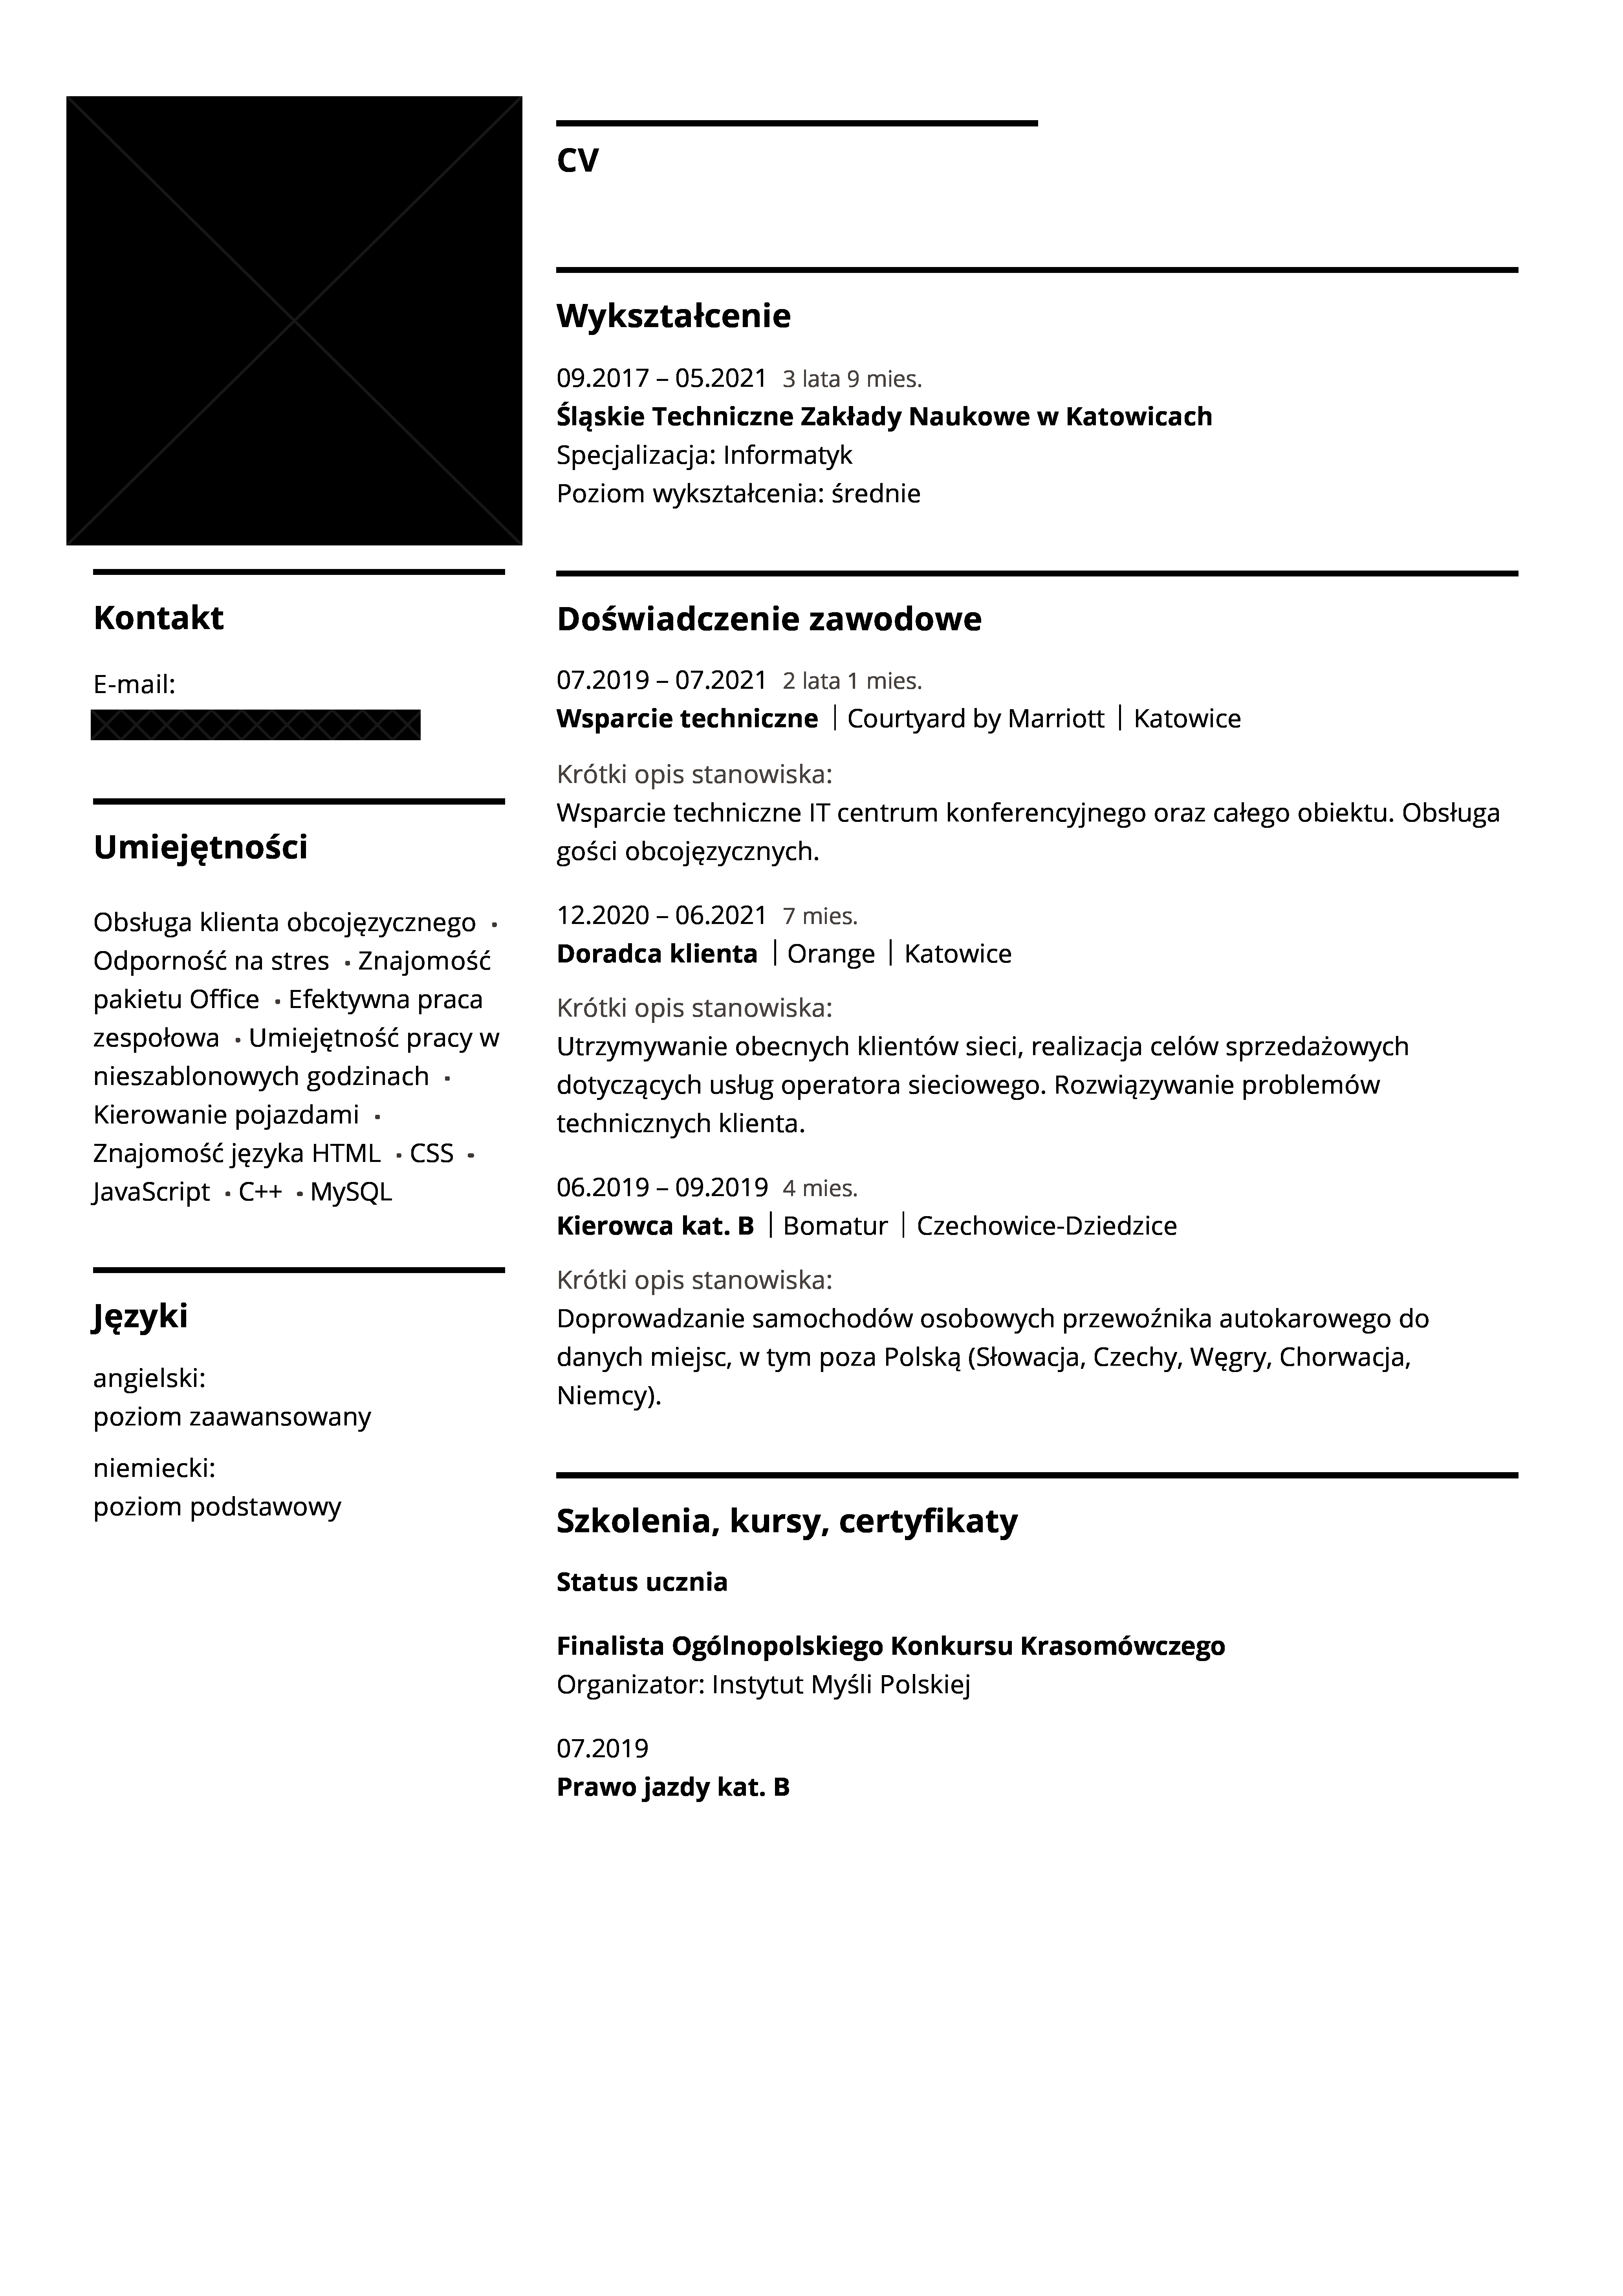 CV
Wykształcenie
09.2017 – 05.2021 3 lata 9 mies.
Śląskie Techniczne Zakłady Naukowe w Katowicach
Specjalizacja: Informatyk
Poziom wykształcenia: średnie
Kontakt
E-mail:
Umiejętności
Obsługa klienta obcojęzycznego •
Odporność na stres • Znajomość
pakietu Office • Efektywna praca
zespołowa • Umiejętność pracy w
nieszablonowych godzinach •
Kierowanie pojazdami •
Znajomość języka HTML • CSS •
JavaScript • C++ • MySQL
Języki
angielski:
poziom zaawansowany
niemiecki:
poziom podstawowy
Doświadczenie zawodowe
07.2019 – 07.2021 2 lata 1 mies.
Wsparcie techniczne | Courtyard by Marriott | Katowice
Krótki opis stanowiska:
Wsparcie techniczne IT centrum konferencyjnego oraz całego obiektu. Obsługa
gości obcojęzycznych.
12.2020 – 06.2021 7 mies.
Doradca klienta | Orange | Katowice
Krótki opis stanowiska:
Utrzymywanie obecnych klientów sieci, realizacja celów sprzedażowych
dotyczących usług operatora sieciowego. Rozwiązywanie problemów
technicznych klienta.
06.2019 – 09.2019 4 mies.
Kierowca kat. B | Bomatur | Czechowice-Dziedzice
Krótki opis stanowiska:
Doprowadzanie samochodów osobowych przewoźnika autokarowego do
danych miejsc, w tym poza Polską (Słowacja, Czechy, Węgry, Chorwacja,
Niemcy).
Szkolenia, kursy, certyfikaty
Status ucznia
Finalista Ogólnopolskiego Konkursu Krasomówczego
Organizator: Instytut Myśli Polskiej
07.2019
Prawo jazdy kat. B